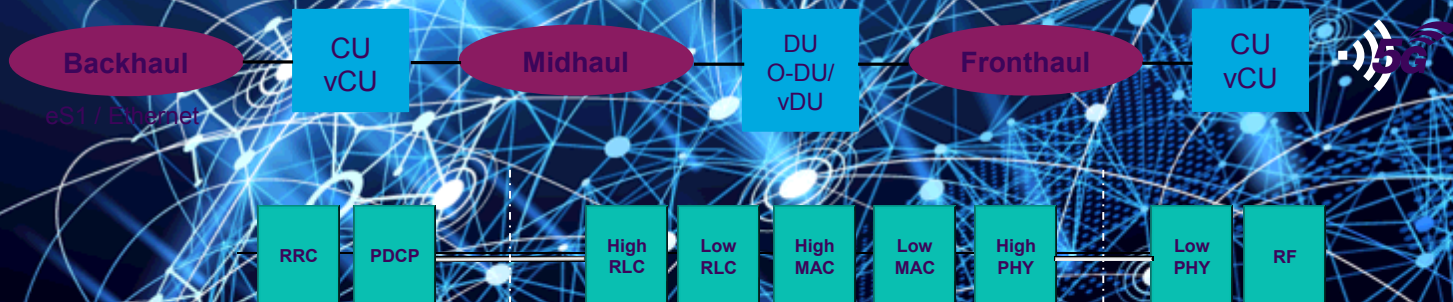 Backhaul
CU
vCU
Midhaul
DU
O-DU/
vDU
Fronthaul
CU
vCU
5G
eS1 / Ethernet
RRC
PDCP
High
RLC
Low
RLC
High
MAC
Low
MAC
High
PHY
Low
PHY
RF